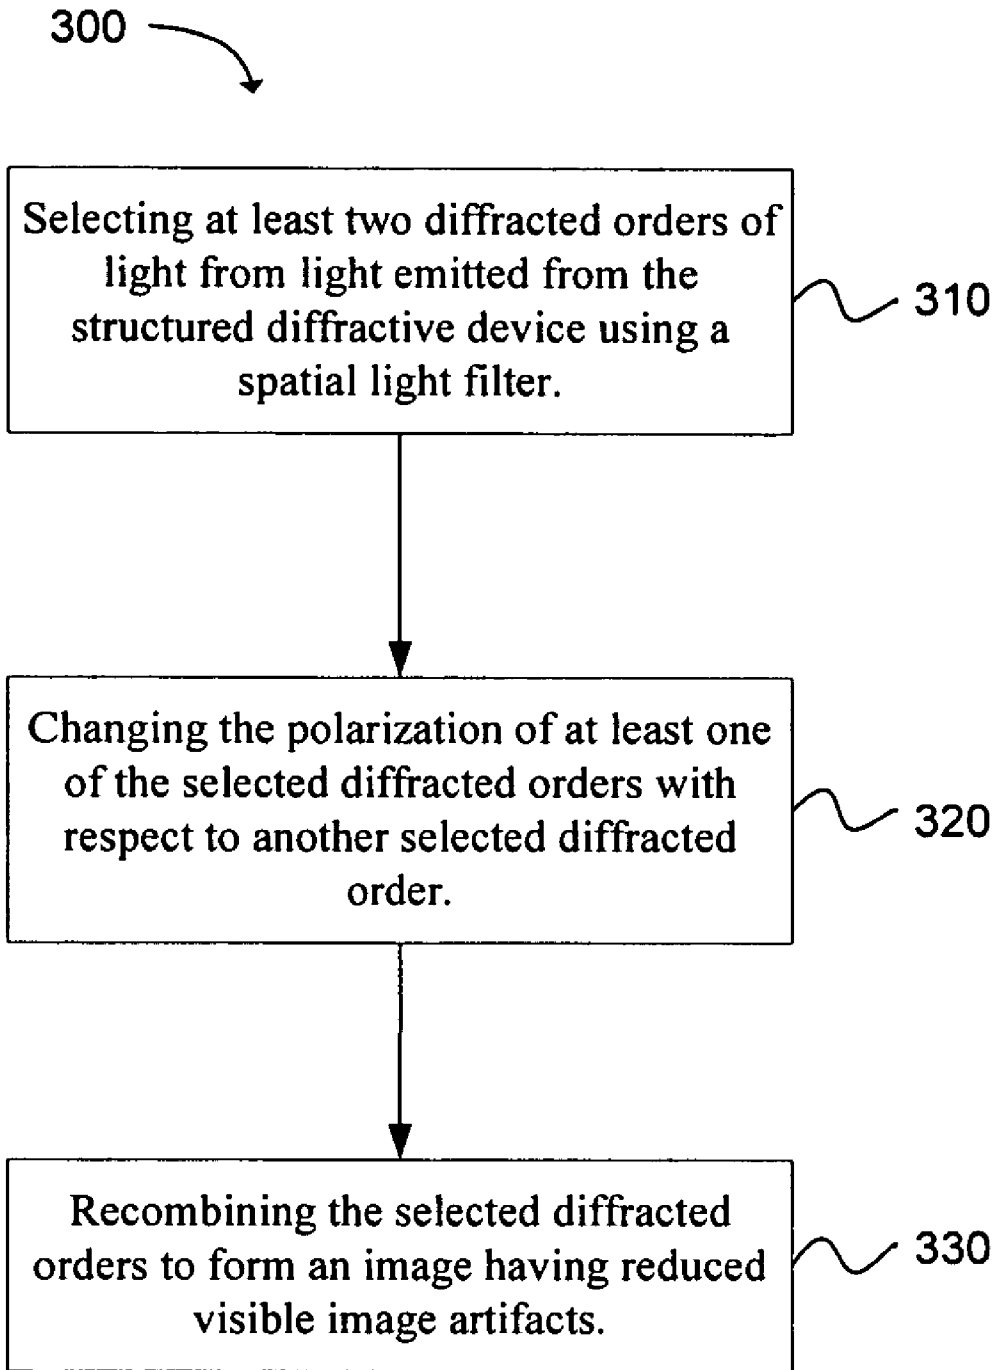 300
Selecting at least two diffracted orders of
light from light emitted from the
structured diffractive device using a
spatial light filter.
310
Changing the polarization of at least one
of the selected diffracted orders with
respect to another selected diffracted
order.
320
Recombining the selected diffracted
orders to form an image having reduced
visible image artifacts.
330